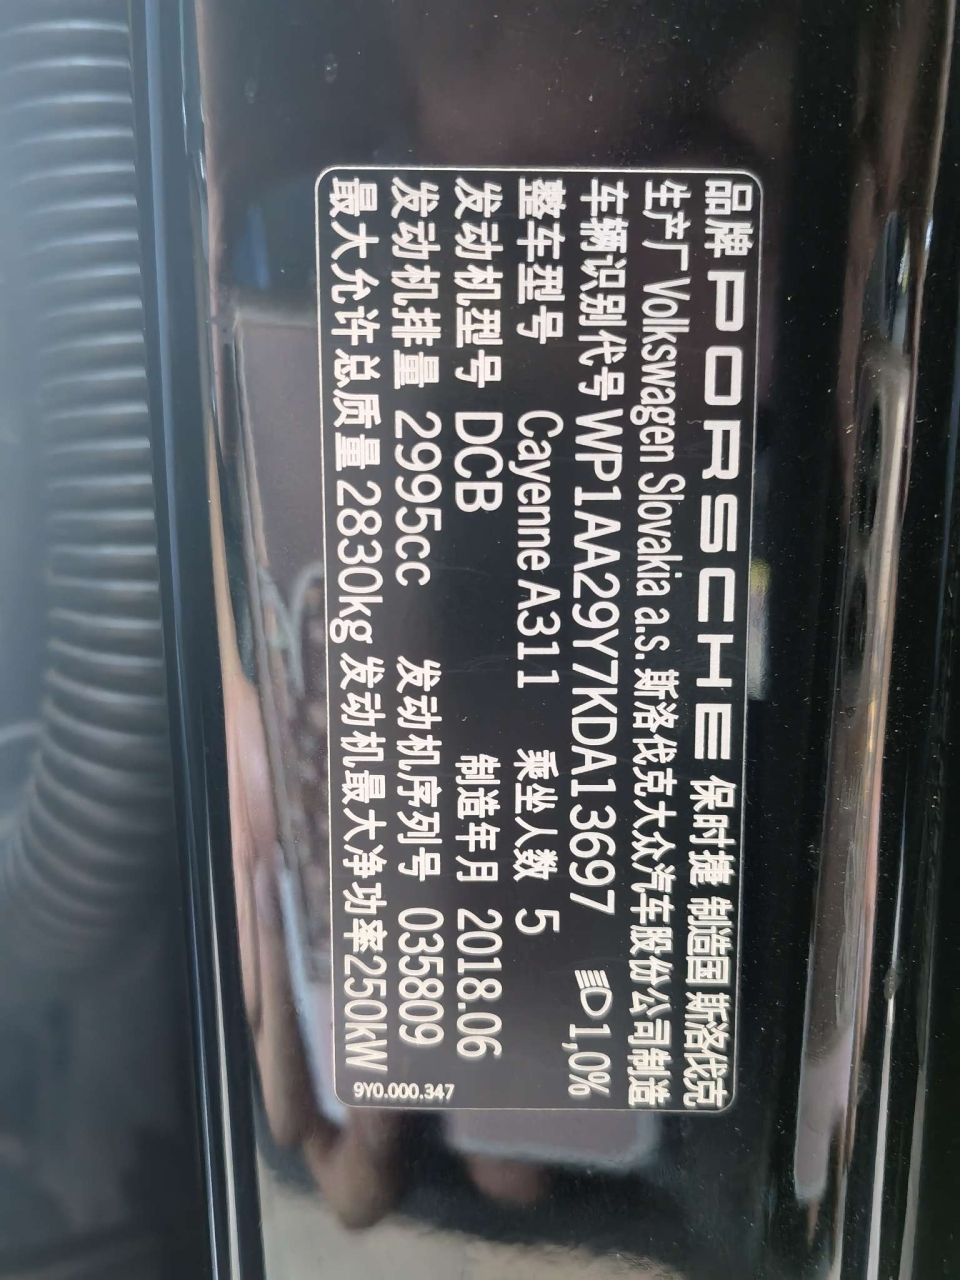 品牌 PORSCHE 保时捷 制造国 斯洛伐克
生产厂 Volkswagen Slovakia a.s. 斯洛伐克大众汽车股份公司制造
车辆识别代号 WP1AA29Y7KDA13697 1,0%
整车型号 Cayenne A311 乘坐人数 5
发动机型号 DCB 制造年月 2018.06
发动机排量 2995cc 发动机序列号 035809
最大允许总质量 2830kg 发动机最大净功率250kW
9Y0.000.347